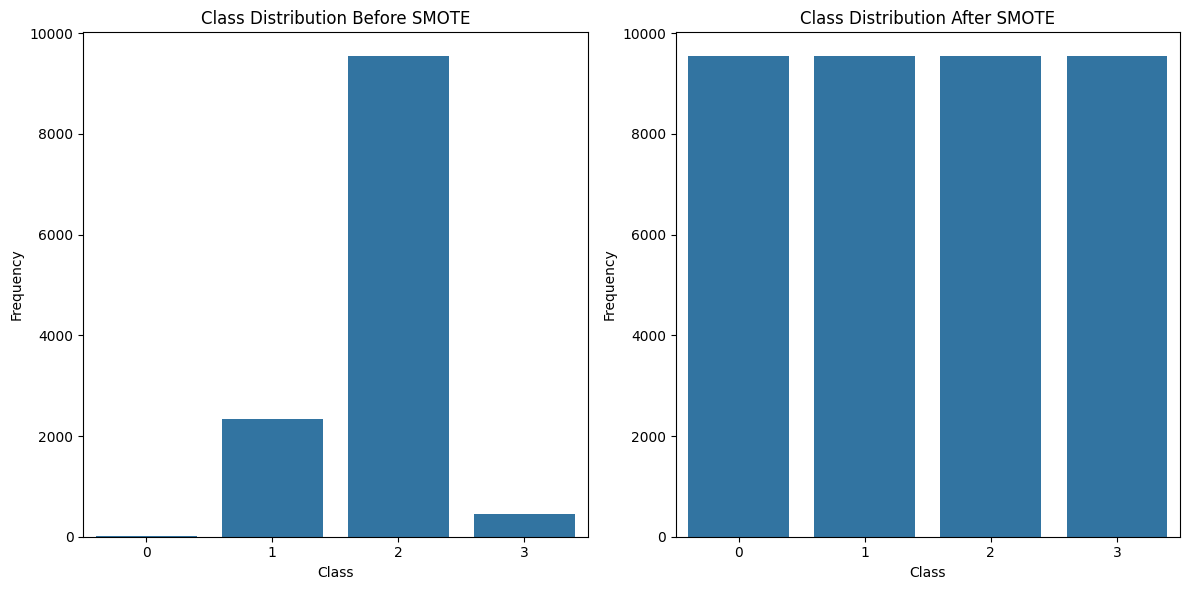 Class Distribution Before SMOTE
10000
8000
6000
4000
2000
0
Frequency
0 1 2 3
Class
Class Distribution After SMOTE
10000
8000
6000
4000
2000
0
Frequency
0 1 2 3
Class